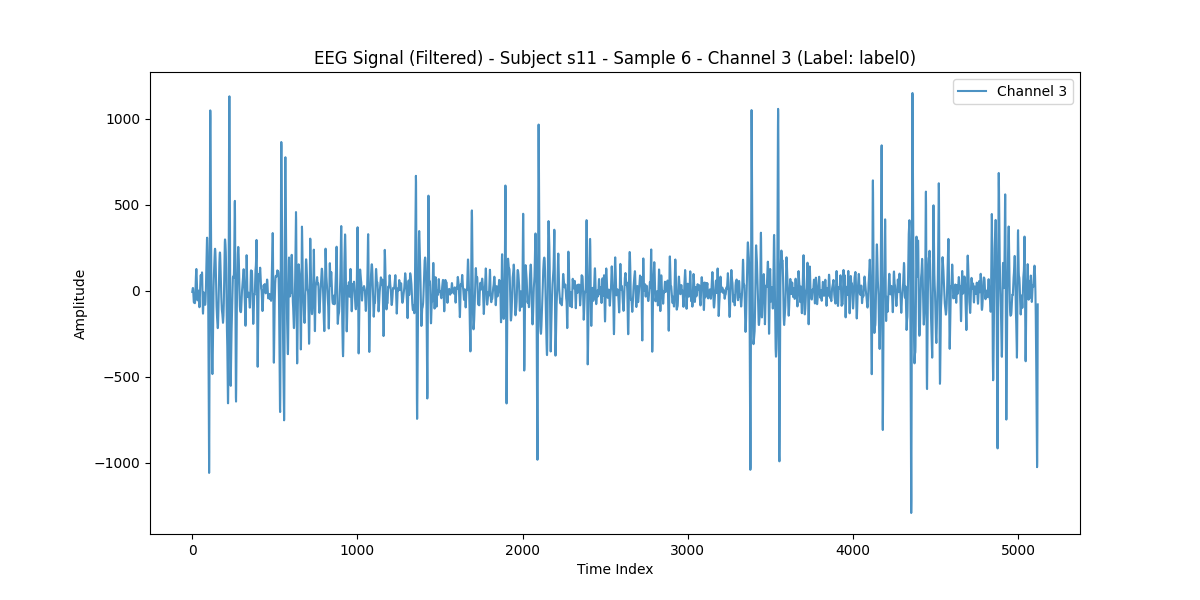 EEG Signal (Filtered) - Subject s11 - Sample 6 - Channel 3 (Label: label0)
Channel 3
1000
500
0
−500
−1000
Amplitude
0 1000 2000 3000 4000 5000
Time Index